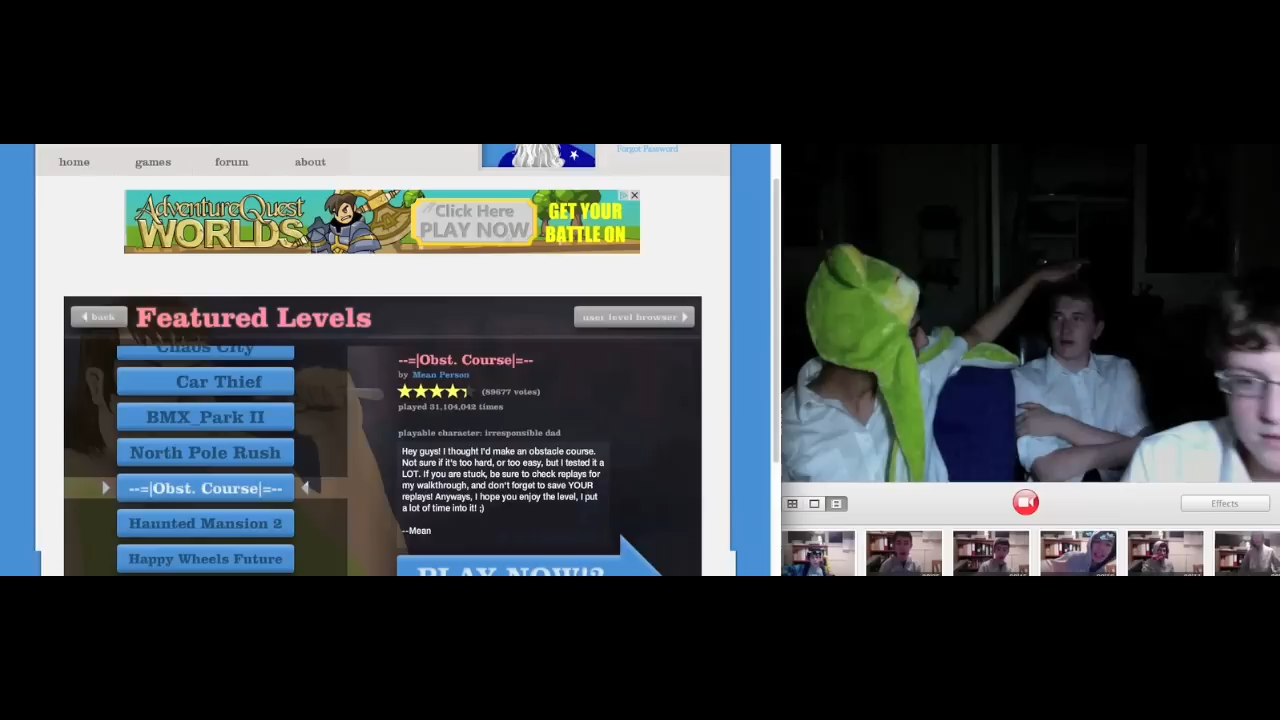 home games forum about
Forgot Password
AdventureQuest
WORLDS
Click Here
PLAY NOW
GET YOUR
BATTLE ON
back
Featured Levels
user level browser
Chaos City
Car Thief
BMX_Park II
North Pole Rush
--=|Obst. Course|=--
Haunted Mansion 2
Happy Wheels Future
--=|Obst. Course|=--
by Mean Person
(89677 votes)
played 31,104,042 times
playable character: irresponsible dad
Hey guys! I thought I'd make an obstacle course.
Not sure if it's too hard, or too easy, but I tested it a
LOT. If you are stuck, be sure to check replays for
my walkthrough, and don't forget to save YOUR
replays! Anyways, I hope you enjoy the level, I put
a lot of time into it! ;)
--Mean
PLAY NOW!?
Effects